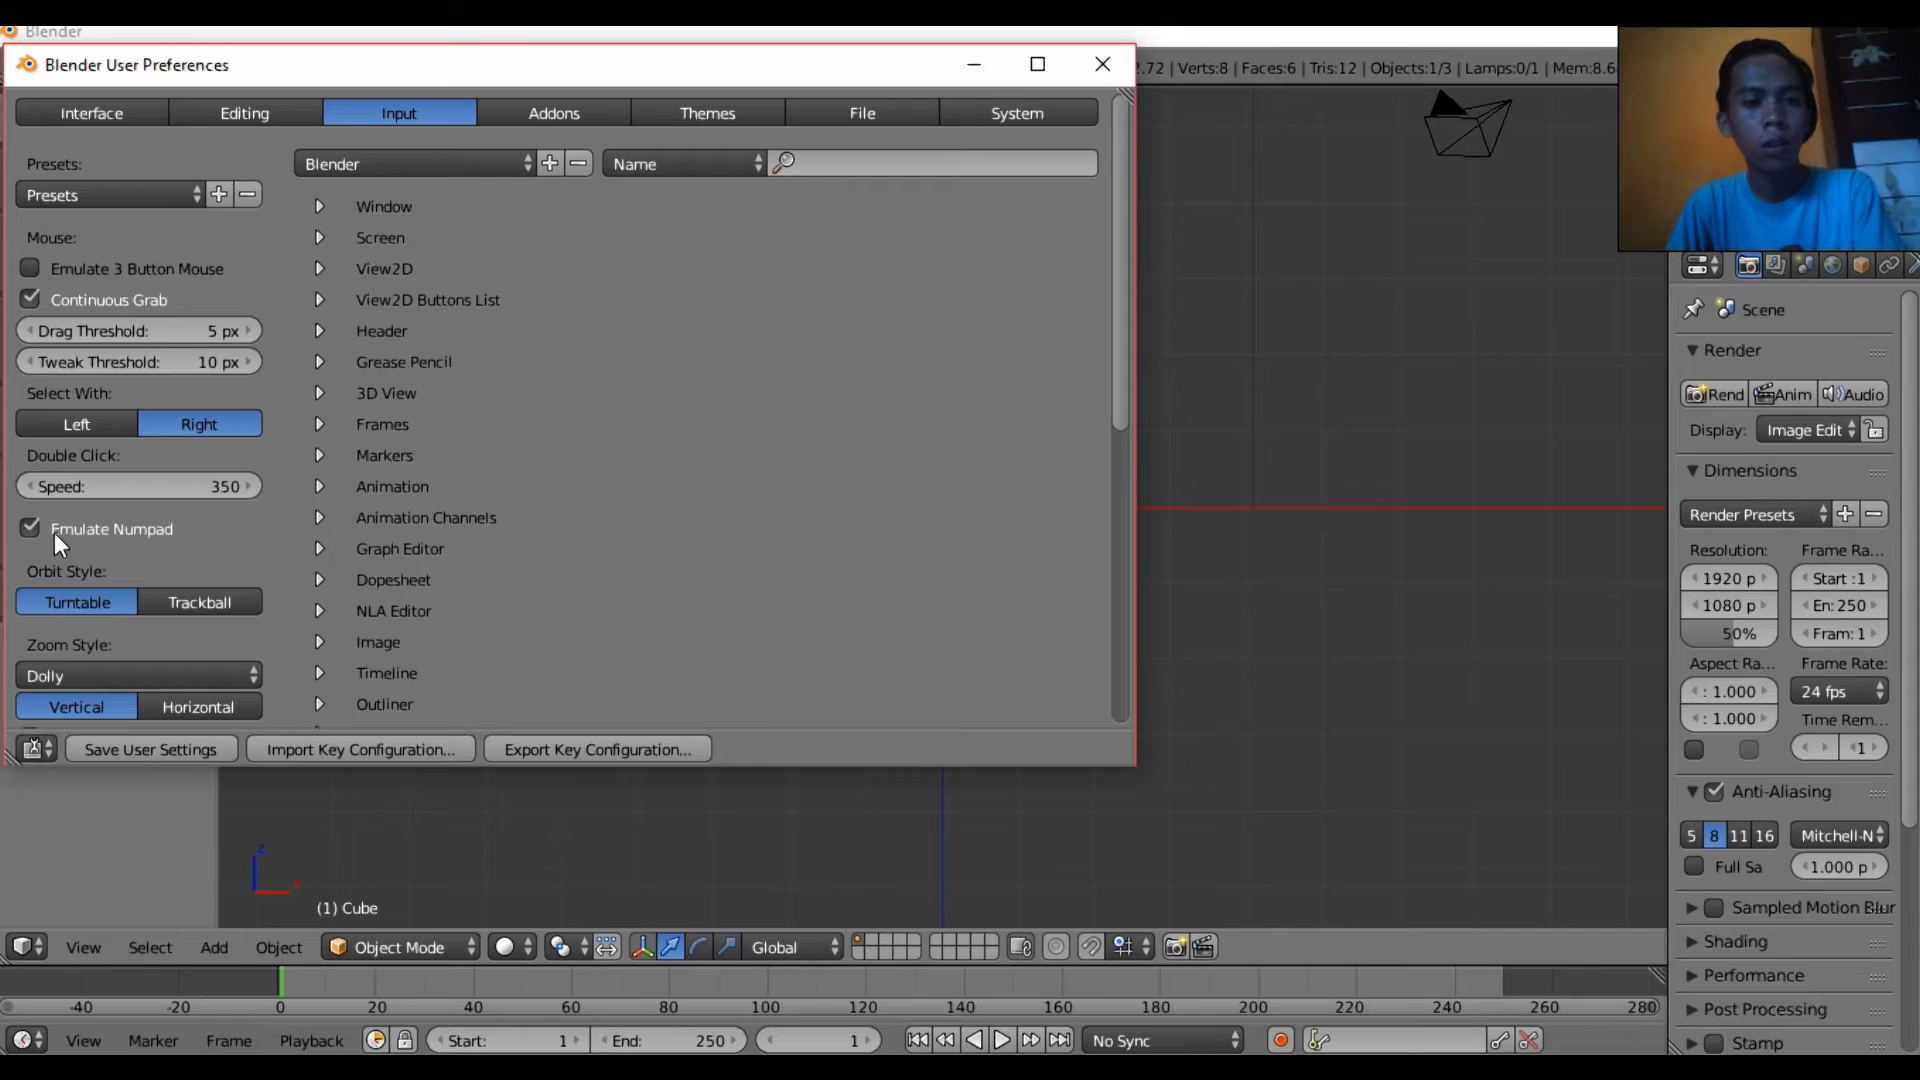 Blender
Blender User Preferences
.72 | Verts:8 | Faces:6 | Tris:12 | Objects:1/3 | Lamps:0/1 | Mem:8.6
Interface
Editing
Input
Addons
Themes
File
System
Presets:
Blender
Name
Presets
Mouse:
Emulate 3 Button Mouse
Continuous Grab
Drag Threshold: 5 px
Tweak Threshold: 10 px
Select With:
Left
Right
Double Click:
Speed: 350
Emulate Numpad
Orbit Style:
Turntable
Trackball
Zoom Style:
Dolly
Vertical
Horizontal
Window
Screen
View2D
View2D Buttons List
Header
Grease Pencil
3D View
Frames
Markers
Animation
Animation Channels
Graph Editor
Dopesheet
NLA Editor
Image
Timeline
Outliner
Save User Settings
Import Key Configuration...
Export Key Configuration...
Scene
Render
Rend
Anim
Audio
Display: Image Edit
Dimensions
Render Presets
Resolution:
Frame Ra...
1920 p
Start :1
1080 p
En: 250
50%
Fram: 1
Aspect Ra...
Frame Rate:
: 1.000
24 fps
: 1.000
Time Rem...
1
Anti-Aliasing
5 8 11 16
Mitchell-N
Full Sa
1.000 p
Sampled Motion Blur
Shading
Performance
Post Processing
Stamp
z
x
(1) Cube
View
Select
Add
Object
Object Mode
Global
-40 -20 0 20 40 60 80 100 120 140 160 180 200 220 240 260 280
View
Marker
Frame
Playback
Start: 1
End: 250
1
No Sync